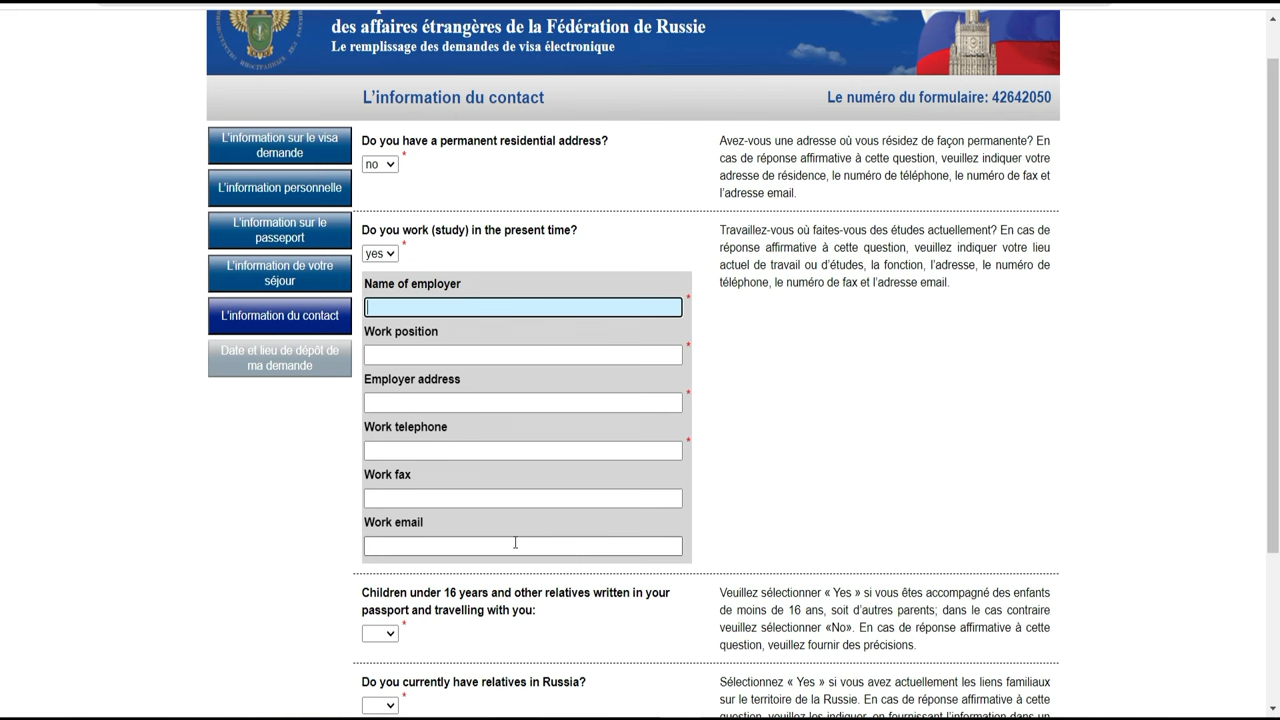 des affaires étrangères de la Fédération de Russie
Le remplissage des demandes de visa électronique
L'information du contact
Le numéro du formulaire: 42642050
L'information sur le visa
demande
L'information personnelle
L'information sur le
passeport
L'information de votre
séjour
L'information du contact
Date et lieu de dépôt de
ma demande
Do you have a permanent residential address?
no
*
Avez-vous une adresse où vous résidez de façon permanente? En
cas de réponse affirmative à cette question, veuillez indiquer votre
adresse de résidence, le numéro de téléphone, le numéro de fax et
l'adresse email.
Do you work (study) in the present time?
yes
*
Travaillez-vous où faites-vous des études actuellement? En cas de
réponse affirmative à cette question, veuillez indiquer votre lieu
actuel de travail ou d'études, la fonction, l'adresse, le numéro de
téléphone, le numéro de fax et l'adresse email.
Name of employer
*
Work position
*
Employer address
*
Work telephone
*
Work fax
Work email
Children under 16 years and other relatives written in your
passport and travelling with you:
*
Veuillez sélectionner « Yes » si vous êtes accompagné des enfants
de moins de 16 ans, soit d'autres parents; dans le cas contraire
veuillez sélectionner «No». En cas de réponse affirmative à cette
question, veuillez fournir des précisions.
Do you currently have relatives in Russia?
*
Sélectionnez « Yes » si vous avez actuellement les liens familiaux
sur le territoire de la Russie. En cas de réponse affirmative à cette
question, veuillez les indiquer, en fournissant l'information dans un